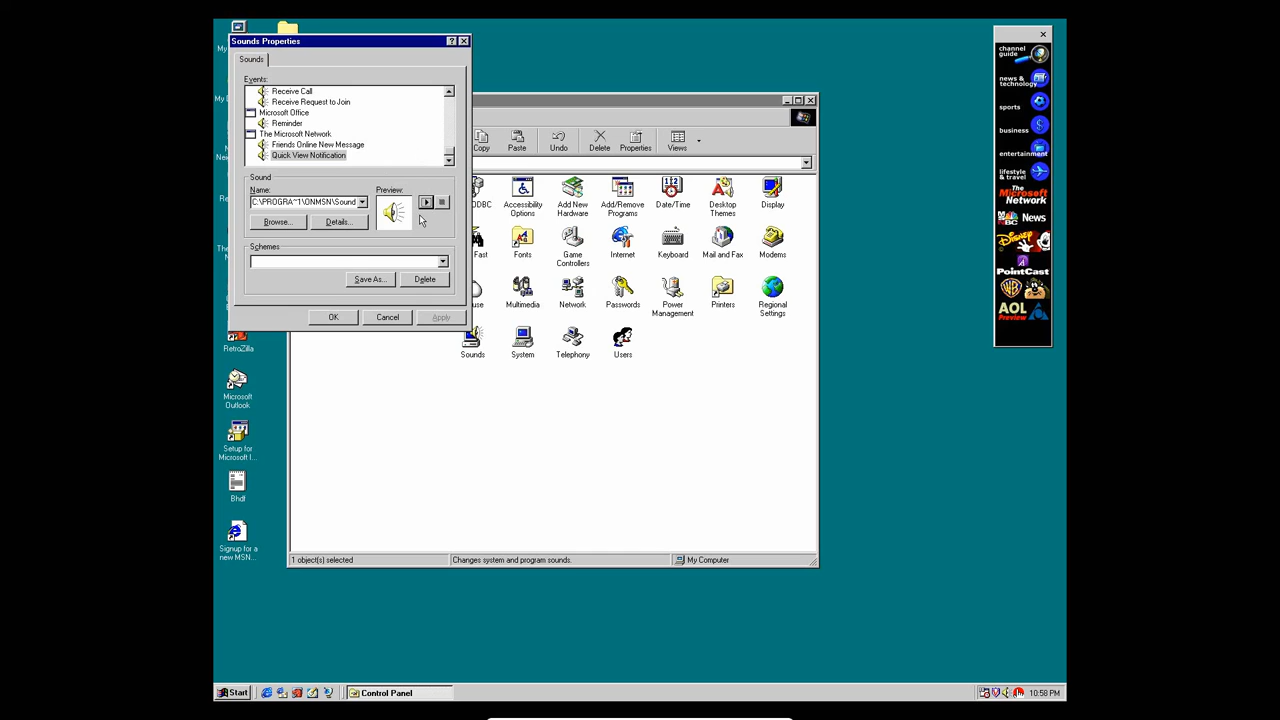 Sounds Properties
Sounds
Events:
Receive Call
Receive Request to Join
Microsoft Office
Reminder
The Microsoft Network
Friends Online New Message
Quick View Notification
Sound
Name:
Preview:
C:\PROGRA~1\ONMSN\Sound
Browse...
Details...
Schemes
Save As...
Delete
OK
Cancel
Apply
Copy
Paste
Undo
Delete
Properties
Views
ODBC
Accessibility
Options
Add New
Hardware
Add/Remove
Programs
Date/Time
Desktop
Themes
Display
Fast
Fonts
Game
Controllers
Internet
Keyboard
Mail and Fax
Modems
Multimedia
Network
Passwords
Power
Management
Printers
Regional
Settings
Sounds
System
Telephony
Users
1 object(s) selected
Changes system and program sounds.
My Computer
RetroZilla
Microsoft
Outlook
Setup for
Microsoft I...
Bhdf
Signup for a
new MSN...
channel
guide
news &
technology
sports
business
entertainment
lifestyle
& travel
The Microsoft
Network
MSNBC News
Disney
PointCast
WB
AOL
Preview
Start
Control Panel
10:58 PM